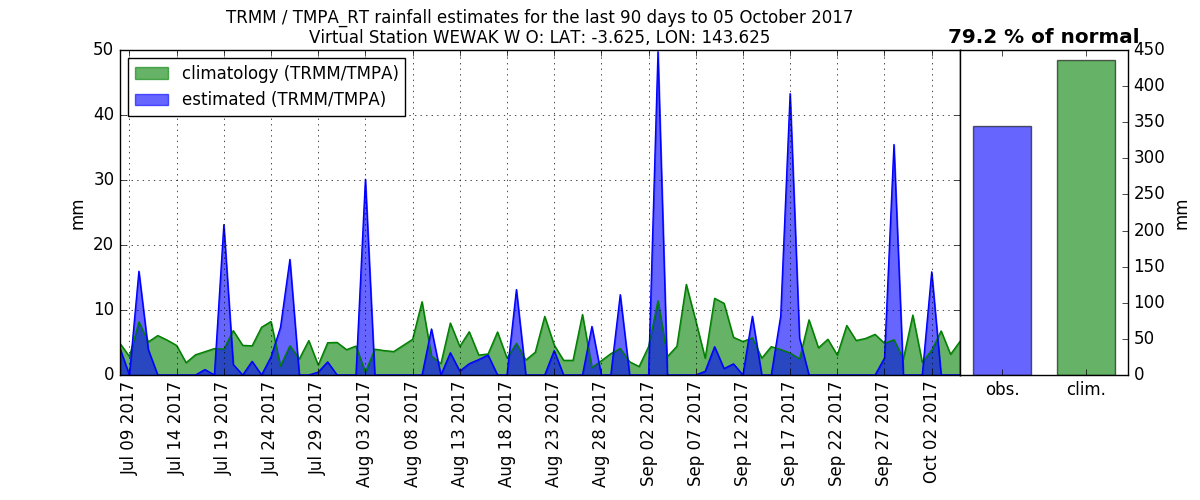 TRMM / TMPA_RT rainfall estimates for the last 90 days to 05 October 2017
Virtual Station WEWAK W O: LAT: -3.625, LON: 143.625
79.2 % of normal
climatology (TRMM/TMPA)
estimated (TRMM/TMPA)
50
40
30
20
10
0
mm
Jul 09 2017
Jul 14 2017
Jul 19 2017
Jul 24 2017
Jul 29 2017
Aug 03 2017
Aug 08 2017
Aug 13 2017
Aug 18 2017
Aug 23 2017
Aug 28 2017
Sep 02 2017
Sep 07 2017
Sep 12 2017
Sep 17 2017
Sep 22 2017
Sep 27 2017
Oct 02 2017
450
400
350
300
250
200
150
100
50
0
mm
obs.
clim.